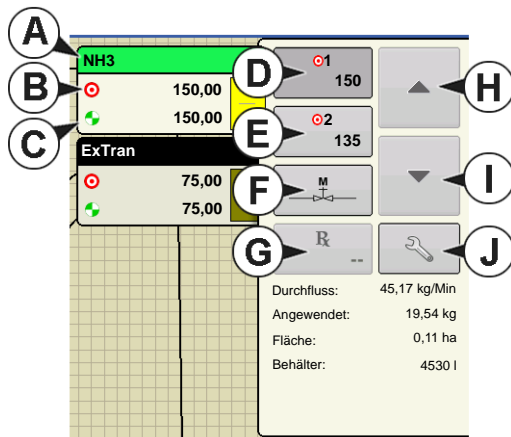 A
NH3
B
150,00
C
150,00
ExTran
75,00
75,00
D
1
150
E
2
135
F
M
G
Rx
--
H
I
J
Durchfluss: 45,17 kg/Min
Angewendet: 19,54 kg
Fläche: 0,11 ha
Behälter: 4530 l